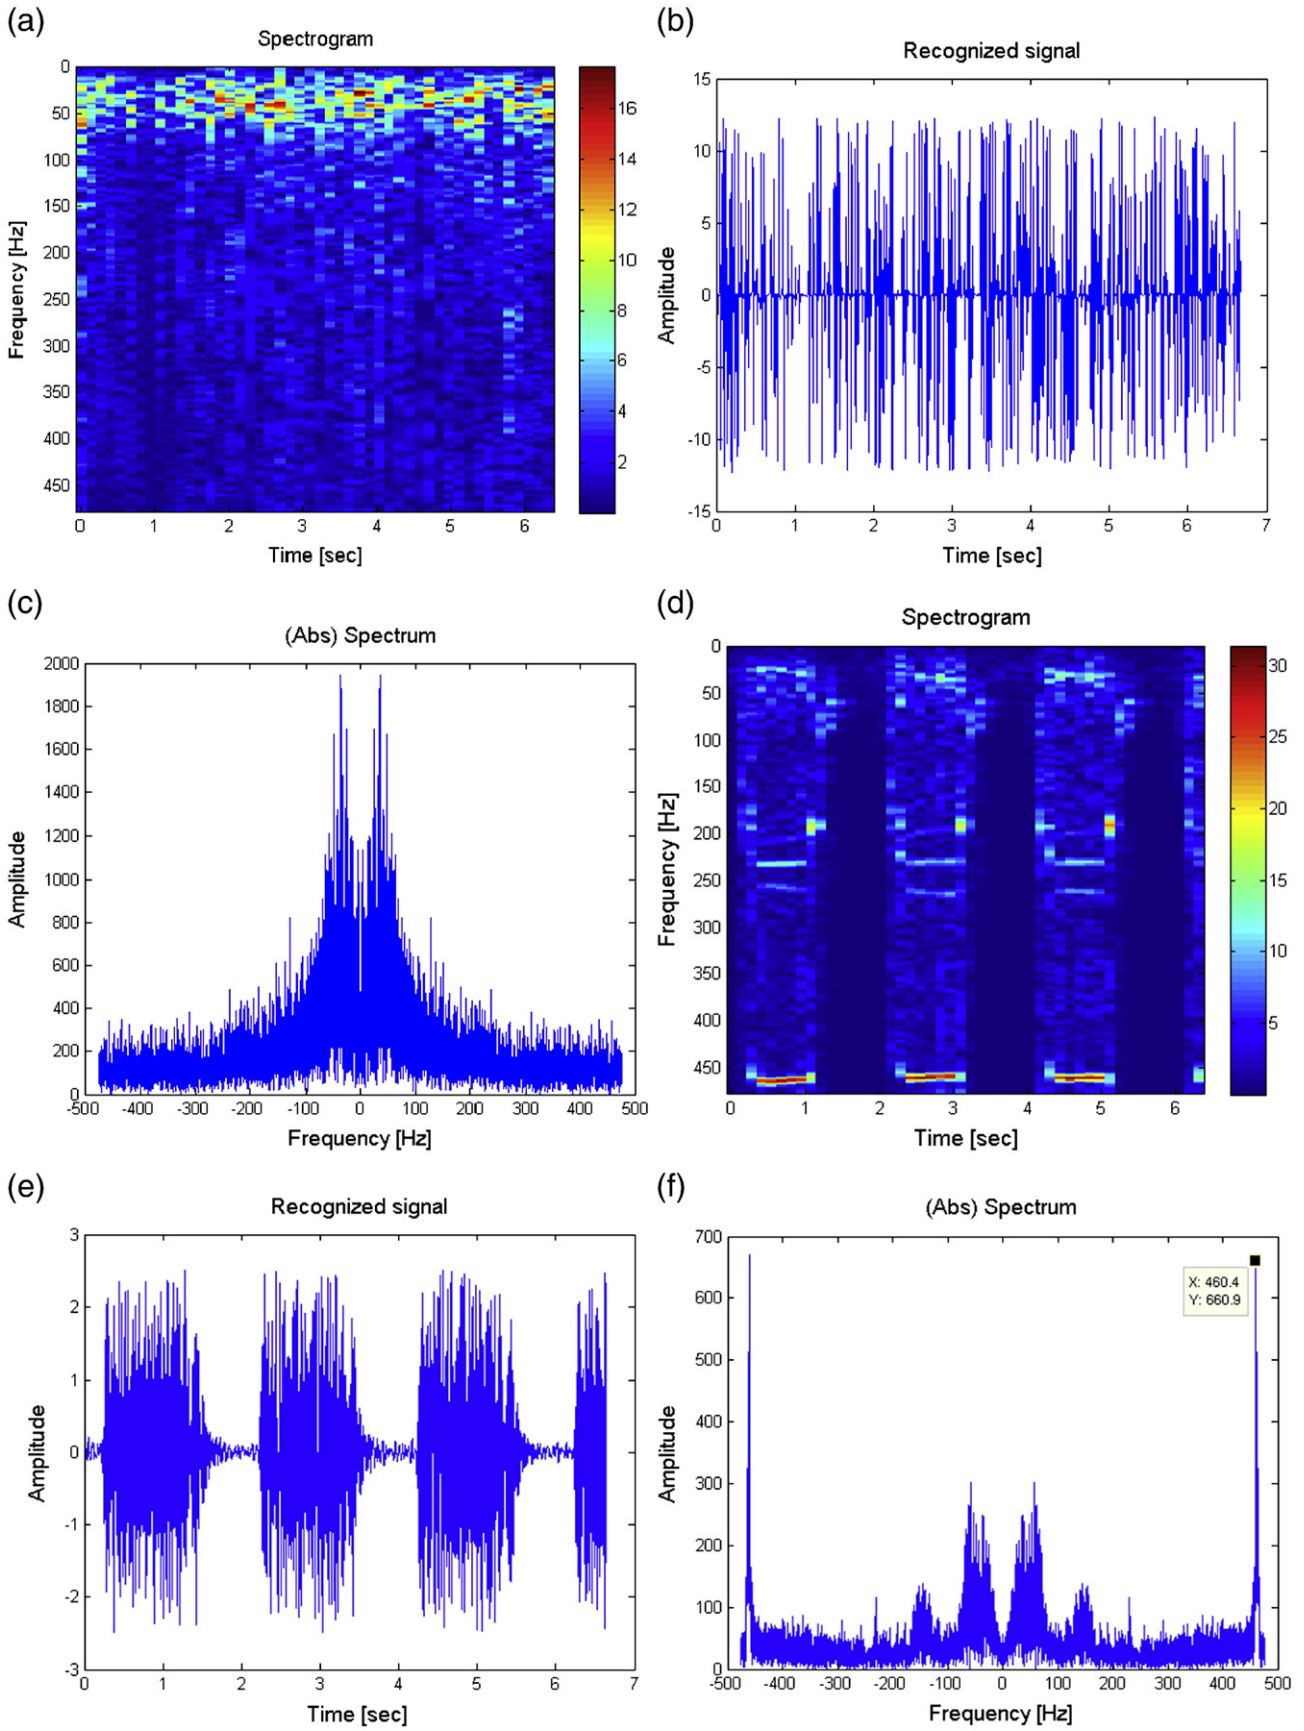 (a)
Spectrogram
0
50
100
150
200
250
300
350
400
450
Frequency [Hz]
0 1 2 3 4 5 6
Time [sec]
16
14
12
10
8
6
4
2
(b)
Recognized signal
15
10
5
0
-5
-10
-15
Amplitude
0 1 2 3 4 5 6 7
Time [sec]
(c)
(Abs) Spectrum
2000
1800
1600
1400
1200
1000
800
600
400
200
0
Amplitude
-500 -400 -300 -200 -100 0 100 200 300 400 500
Frequency [Hz]
(d)
Spectrogram
0
50
100
150
200
250
300
350
400
450
Frequency [Hz]
0 1 2 3 4 5 6
Time [sec]
30
25
20
15
10
5
(e)
Recognized signal
3
2
1
0
-1
-2
-3
Amplitude
0 1 2 3 4 5 6 7
Time [sec]
(f)
(Abs) Spectrum
700
600
500
400
300
200
100
0
Amplitude
X: 460.4
Y: 660.9
-500 -400 -300 -200 -100 0 100 200 300 400 500
Frequency [Hz]